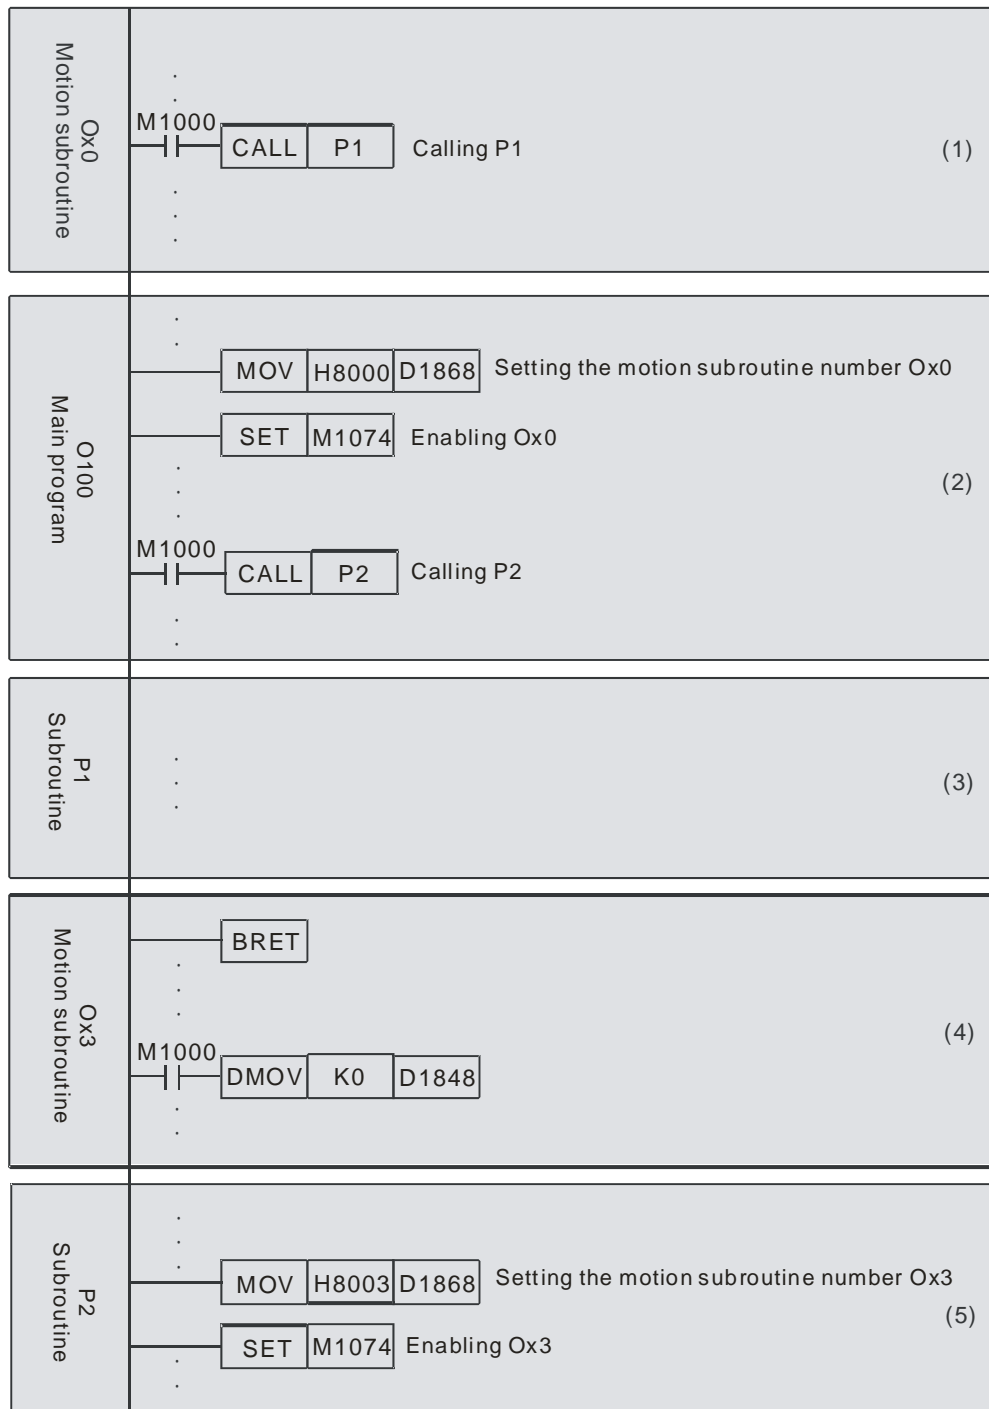 Ox0
Motion subroutine
M1000
CALL P1 Calling P1
(1)
O100
Main program
MOV H8000 D1868 Setting the motion subroutine number Ox0
SET M1074 Enabling Ox0
(2)
M1000
CALL P2 Calling P2
P1
Subroutine
(3)
Ox3
Motion subroutine
BRET
(4)
M1000
DMOV K0 D1848
P2
Subroutine
MOV H8003 D1868 Setting the motion subroutine number Ox3
(5)
SET M1074 Enabling Ox3